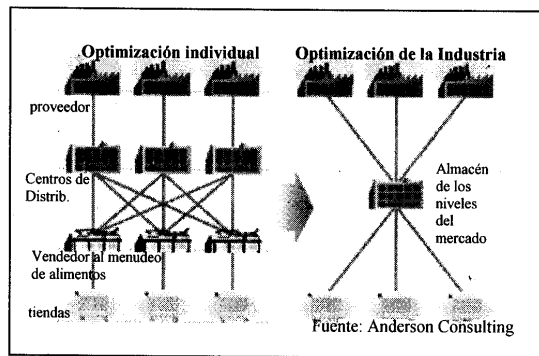 Optimización individual
Optimización de la Industria
proveedor
Centros de
Distrib.
Vendedor al menudeo
de alimentos
tiendas
Almacén
de los
niveles
del
mercado
Fuente: Anderson Consulting